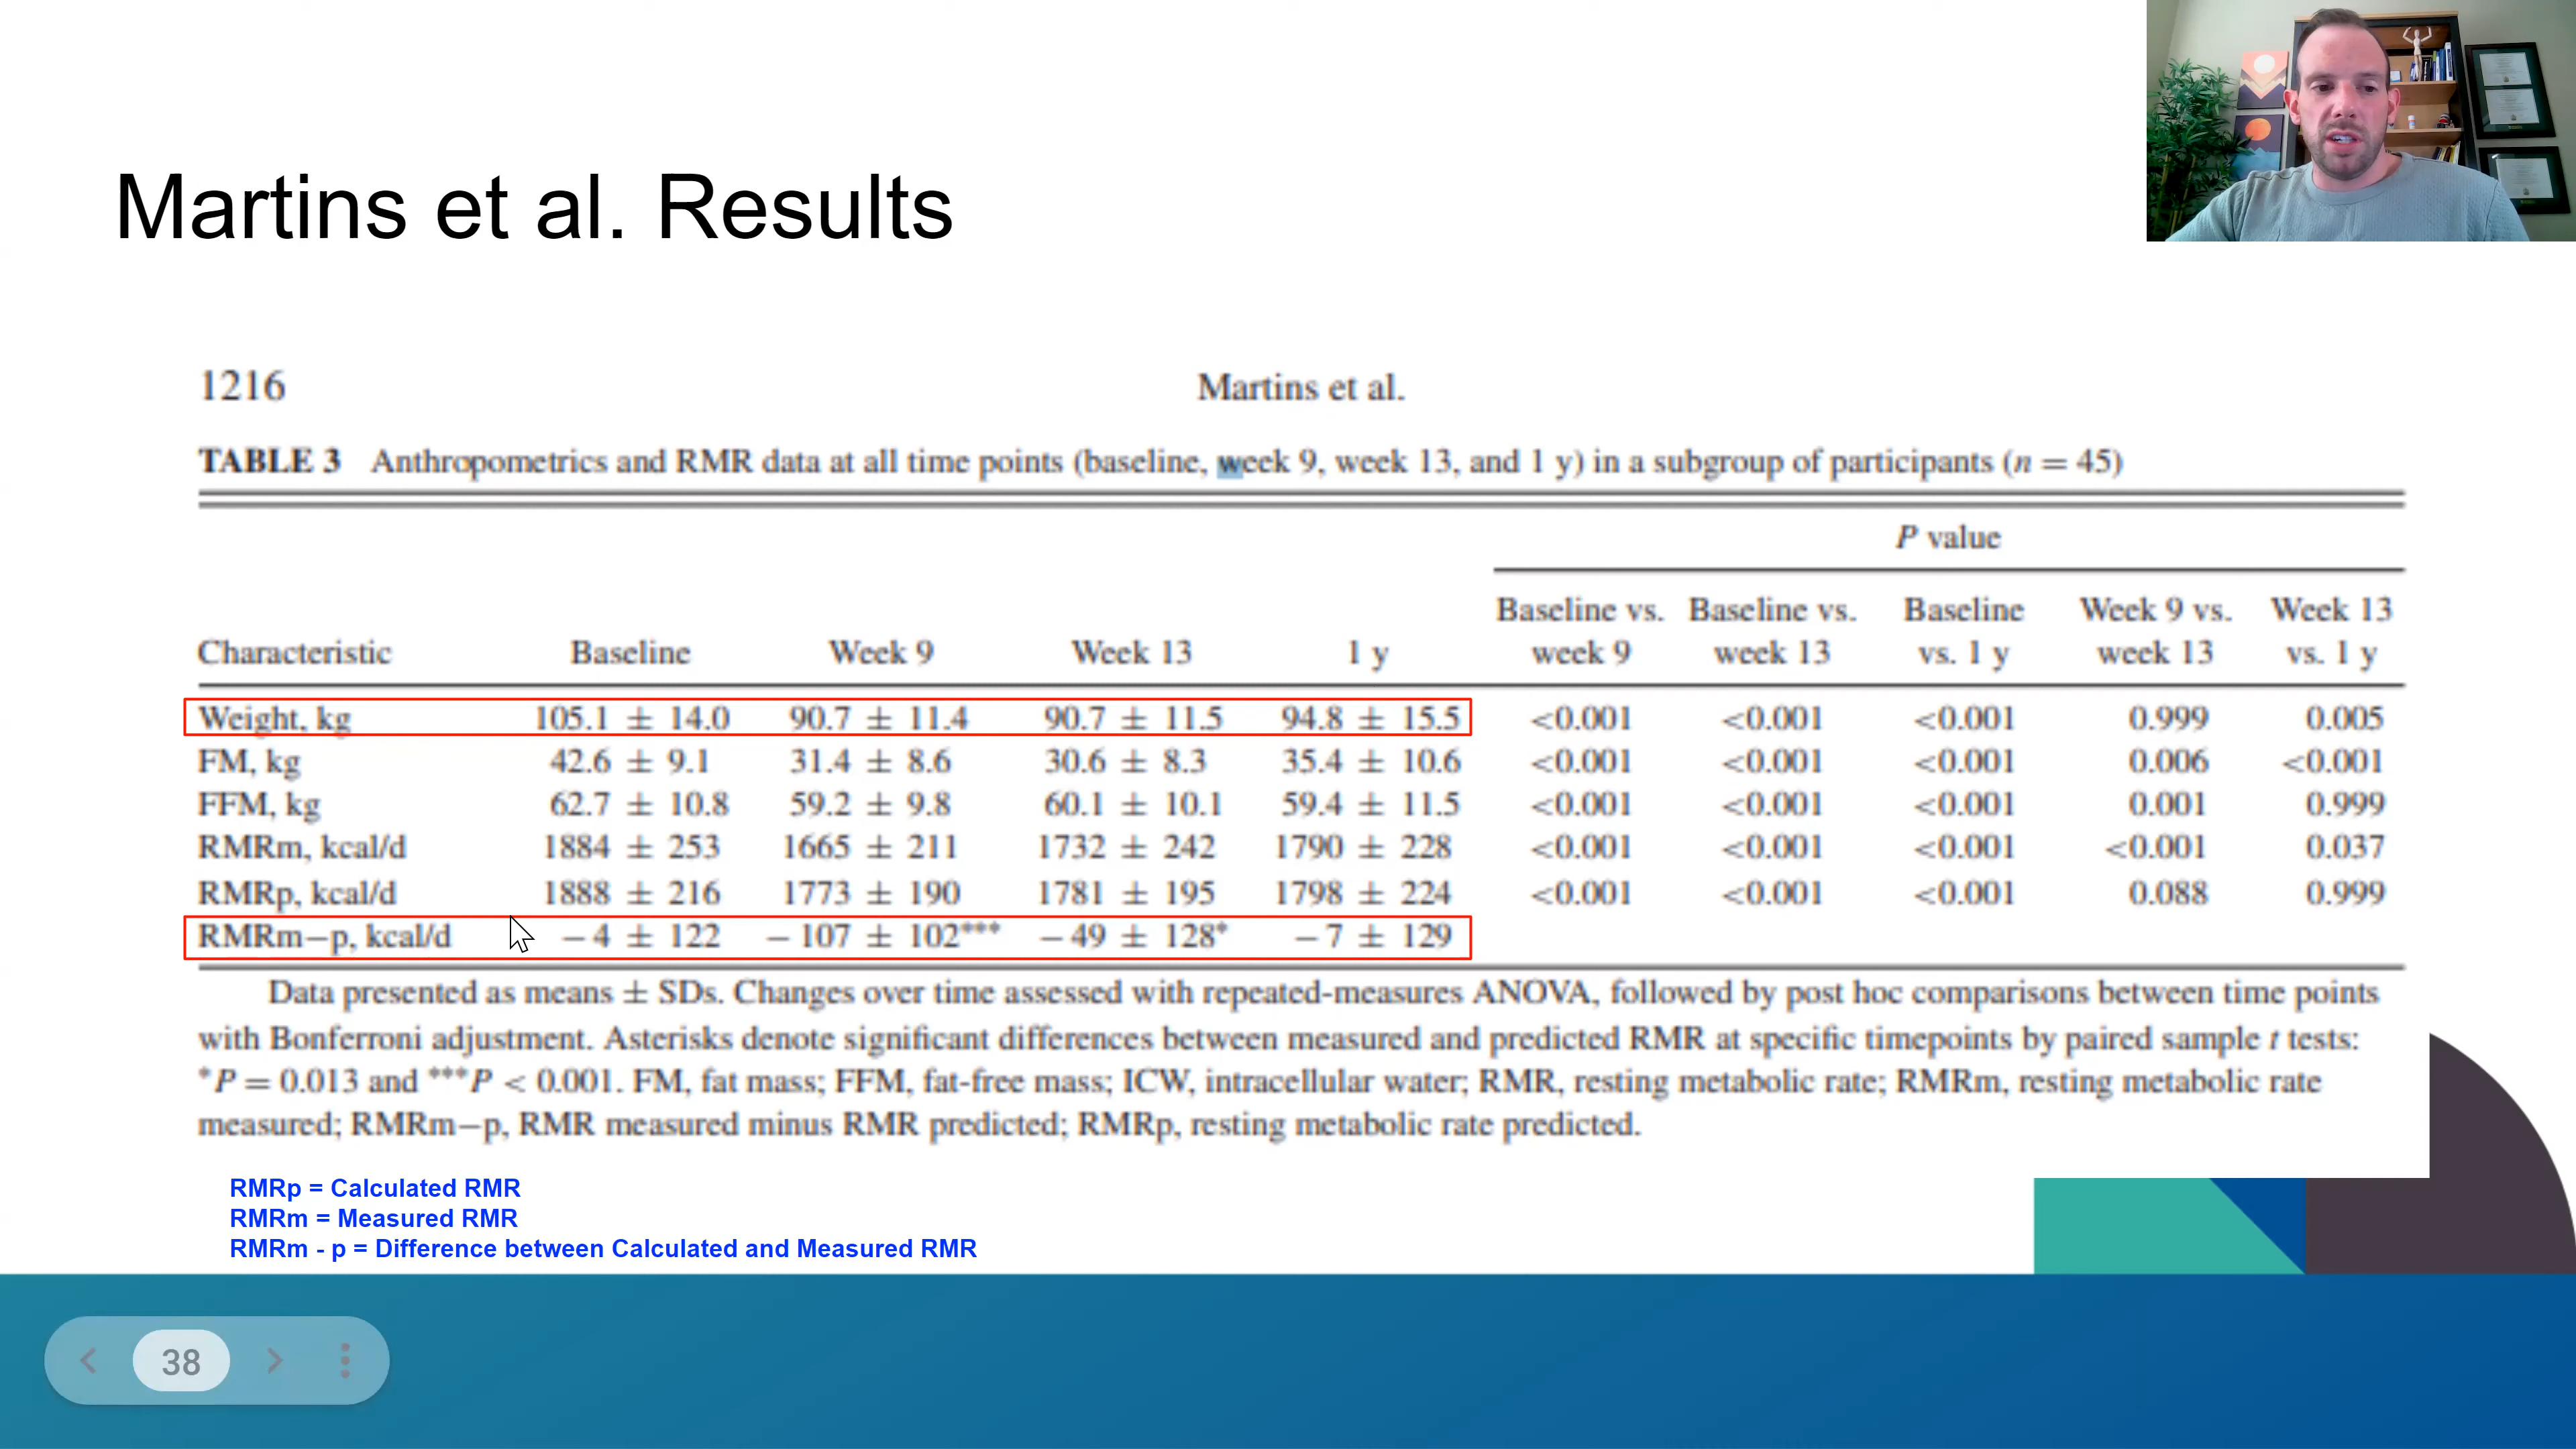 Martins et al. Results
1216
Martins et al.
TABLE 3 Anthropometrics and RMR data at all time points (baseline, week 9, week 13, and 1 y) in a subgroup of participants (n = 45)
P value
Baseline vs. Baseline vs. Baseline Week 9 vs. Week 13
Characteristic Baseline Week 9 Week 13 1 y week 9 week 13 vs. 1 y week 13 vs. 1 y
Weight, kg 105.1 ± 14.0 90.7 ± 11.4 90.7 ± 11.5 94.8 ± 15.5 <0.001 <0.001 <0.001 0.999 0.005
FM, kg 42.6 ± 9.1 31.4 ± 8.6 30.6 ± 8.3 35.4 ± 10.6 <0.001 <0.001 <0.001 0.006 <0.001
FFM, kg 62.7 ± 10.8 59.2 ± 9.8 60.1 ± 10.1 59.4 ± 11.5 <0.001 <0.001 <0.001 0.001 0.999
RMRm, kcal/d 1884 ± 253 1665 ± 211 1732 ± 242 1790 ± 228 <0.001 <0.001 <0.001 <0.001 0.037
RMRp, kcal/d 1888 ± 216 1773 ± 190 1781 ± 195 1798 ± 224 <0.001 <0.001 <0.001 0.088 0.999
RMRm−p, kcal/d − 4 ± 122 − 107 ± 102*** − 49 ± 128* − 7 ± 129
Data presented as means ± SDs. Changes over time assessed with repeated-measures ANOVA, followed by post hoc comparisons between time points
with Bonferroni adjustment. Asterisks denote significant differences between measured and predicted RMR at specific timepoints by paired sample t tests:
*P = 0.013 and ***P < 0.001. FM, fat mass; FFM, fat-free mass; ICW, intracellular water; RMR, resting metabolic rate; RMRm, resting metabolic rate
measured; RMRm−p, RMR measured minus RMR predicted; RMRp, resting metabolic rate predicted.
RMRp = Calculated RMR
RMRm = Measured RMR
RMRm - p = Difference between Calculated and Measured RMR
38